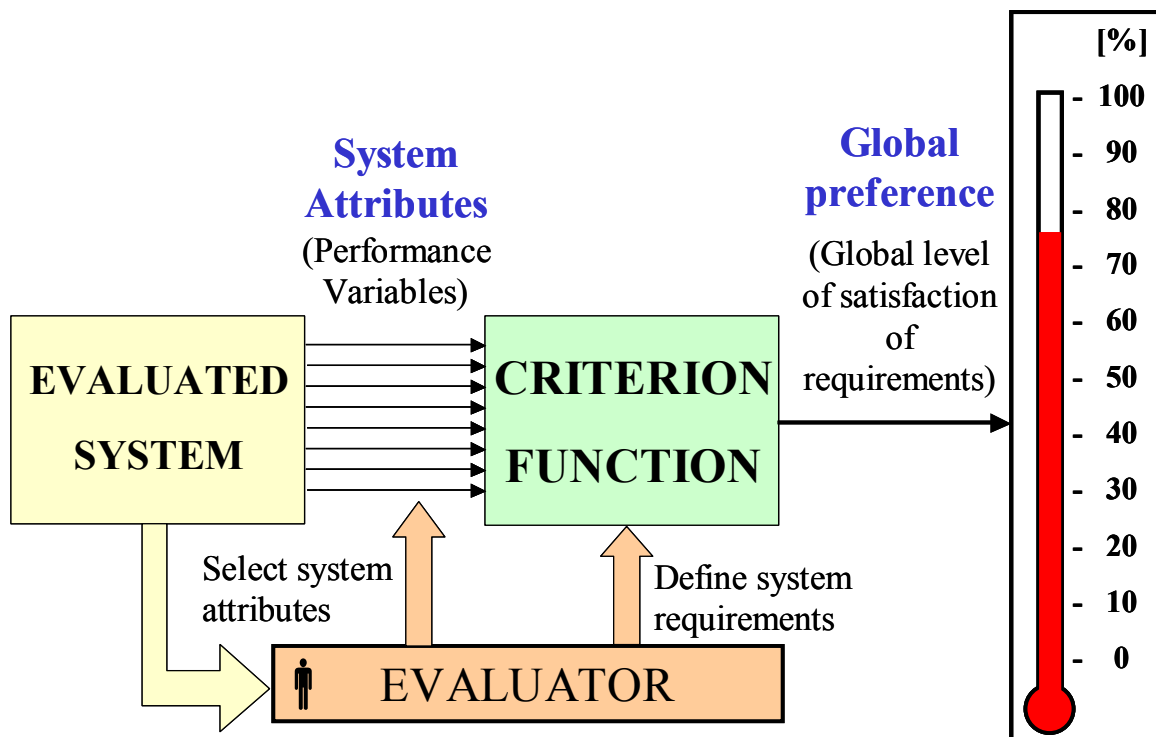 System
Attributes
(Performance
Variables)
Global
preference
(Global level
of satisfaction
of
requirements)
EVALUATED
SYSTEM
CRITERION
FUNCTION
Select system
attributes
Define system
requirements
EVALUATOR
[%]
- 100
- 90
- 80
- 70
- 60
- 50
- 40
- 30
- 20
- 10
- 0